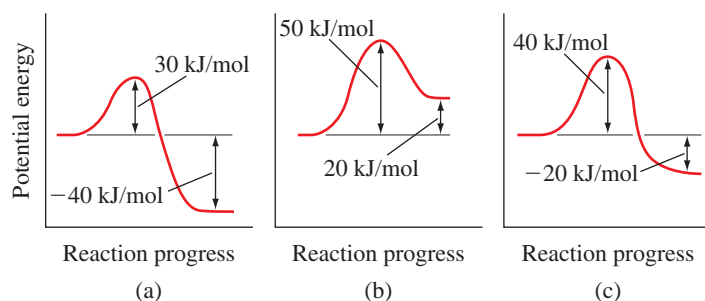 Potential energy
30 kJ/mol
−40 kJ/mol
Reaction progress
(a)
50 kJ/mol
20 kJ/mol
Reaction progress
(b)
40 kJ/mol
−20 kJ/mol
Reaction progress
(c)